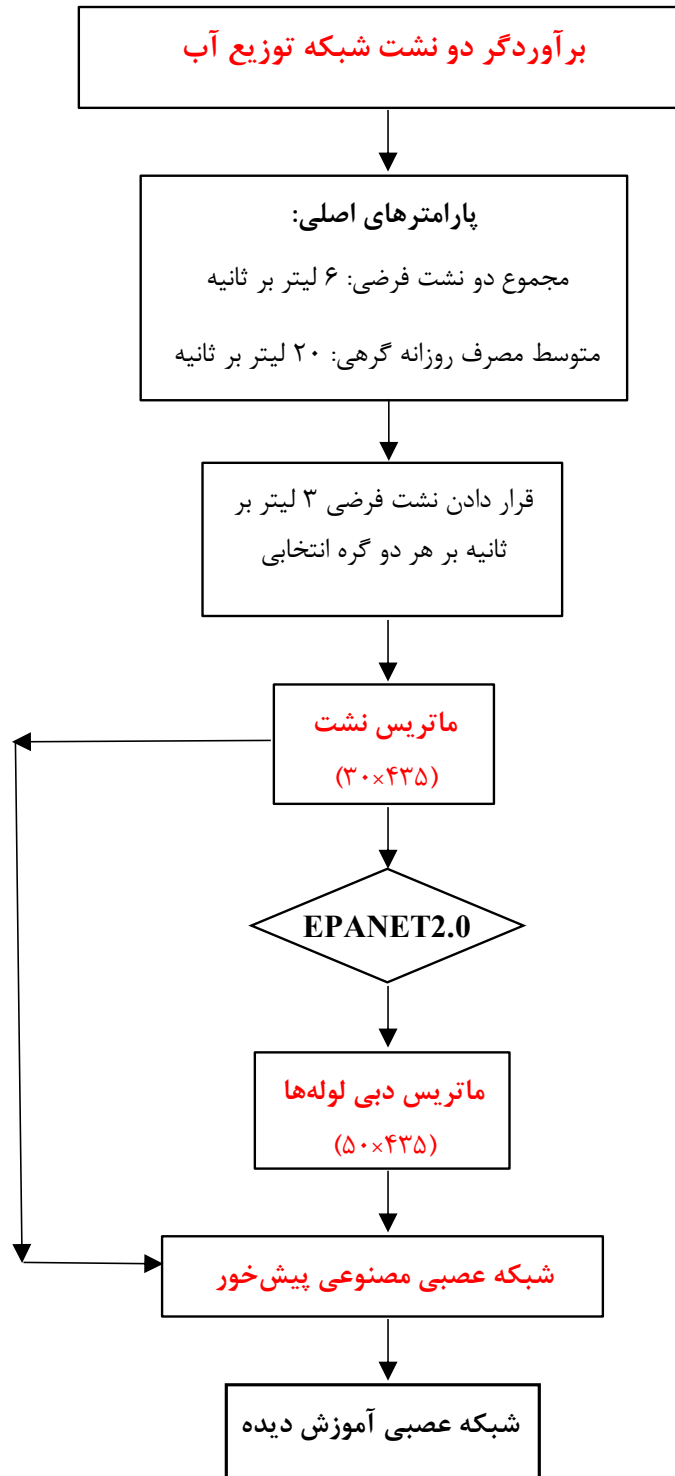 برآوردگر دو نشت شبکه توزیع آب
پارامترهای اصلی:
مجموع دو نشت فرضی: ۶ لیتر بر ثانیه
متوسط مصرف روزانه گرهی: ۲۰ لیتر بر ثانیه
قرار دادن نشت فرضی ۳ لیتر بر
ثانیه بر هر دو گره انتخابی
ماتریس نشت
(۳۰×۴۳۵)
EPANET2.0
ماتریس دبی لوله‌ها
(۵۰×۴۳۵)
شبکه عصبی مصنوعی پیش‌خور
شبکه عصبی آموزش دیده